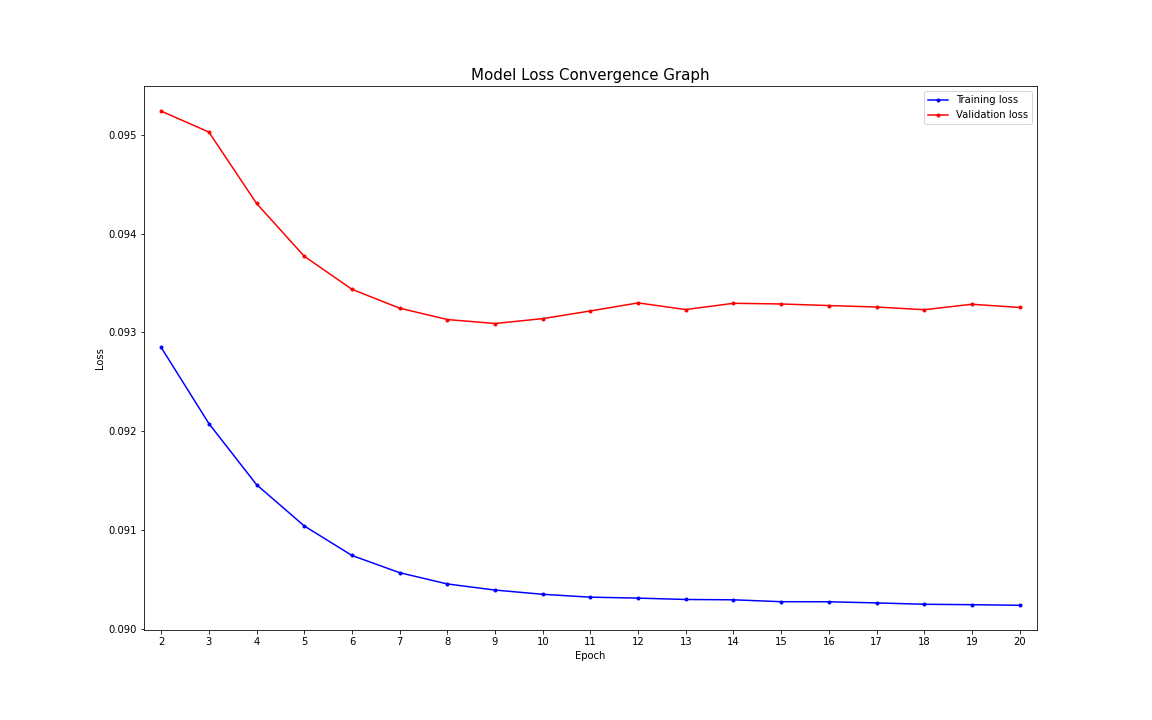 Model Loss Convergence Graph
Training loss
Validation loss
0.095
0.094
0.093
0.092
0.091
0.090
Loss
2 3 4 5 6 7 8 9 10 11 12 13 14 15 16 17 18 19 20
Epoch